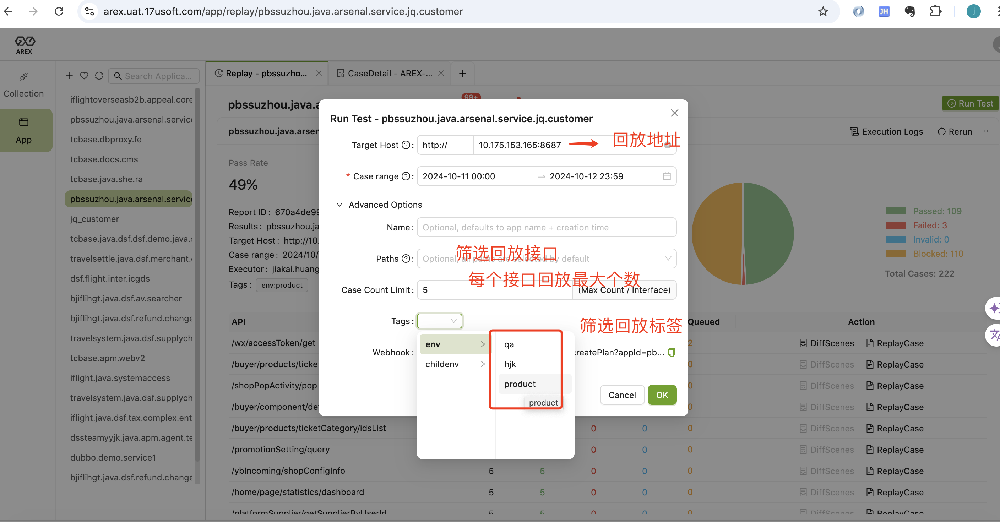 arex.uat.17usoft.com/app/replay/pbssuzhou.java.arsenal.service.jq.customer
JH
j
AREX
Collection
App
Search Applica...
iflightoverseasb2b.appeal.core
pbssuzhou.java.arsenal.service
tcbase.dbproxy.fe
tcbase.docs.cms
tcbase.java.she.ra
pbssuzhou.java.arsenal.service
jq_customer
tcbase.java.dsf.dsf.demo.java.s
travelsettle.java.dsf.merchant.c
dsf.flight.inter.icgds
bjiflihgt.java.dsf.av.searcher
bjiflihgt.java.dsf.refund.change
travelsystem.java.dsf.supplych
tcbase.apm.webv2
iflight.java.systemaccess
travelsystem.java.dsf.supplych
iflight.java.dsf.tax.complex.ent
dssteamyyjk.java.apm.agent.te
dubbo.demo.service1
bjiflihgt.java.dsf.refund.change
Replay - pbssuzho...
CaseDetail - AREX-...
pbssuzhou.java.a
99+
Run Test
pbssuzhou.java.arsen
Execution Logs
Rerun
Pass Rate
49%
Report ID : 670a4de99
Results : pbssuzhou.ja
Target Host : http://10.
Case range : 2024/10/
Executor : jiakai.huang
Tags : env:product
Passed: 109
Failed: 3
Invalid: 0
Blocked: 110
Total Cases: 222
Run Test - pbssuzhou.java.arsenal.service.jq.customer
Target Host : http:// 10.175.153.165:8687
回放地址
* Case range : 2024-10-11 00:00 → 2024-10-12 23:59
Advanced Options
Name : Optional, defaults to app name + creation time
筛选回放接口
Paths : Optional, all paths are selected by default
每个接口回放最大个数
Case Count Limit : 5 (Max Count / Interface)
Tags :
筛选回放标签
env
childenv
qa
hjk
product
product
Webhook : createPlan?appId=pb...
Cancel
OK
API Queued Action
/wx/accessToken/get 2 DiffScenes ReplayCase
/buyer/products/ticket 0 DiffScenes ReplayCase
/shopPopActivity/pop 0 DiffScenes ReplayCase
/buyer/component/det 0 DiffScenes ReplayCase
/buyer/products/ticketCategory/idsList 0 0 0 DiffScenes ReplayCase
/promotionSetting/query 0 0 0 DiffScenes ReplayCase
/ybIncoming/shopConfigInfo 5 5 0 0 0 DiffScenes ReplayCase
/home/page/statistics/dashboard 5 5 0 0 0 DiffScenes ReplayCase
/platformSupplier/getSupplierByUserId 5 5 0 0 0 DiffScenes ReplayCase